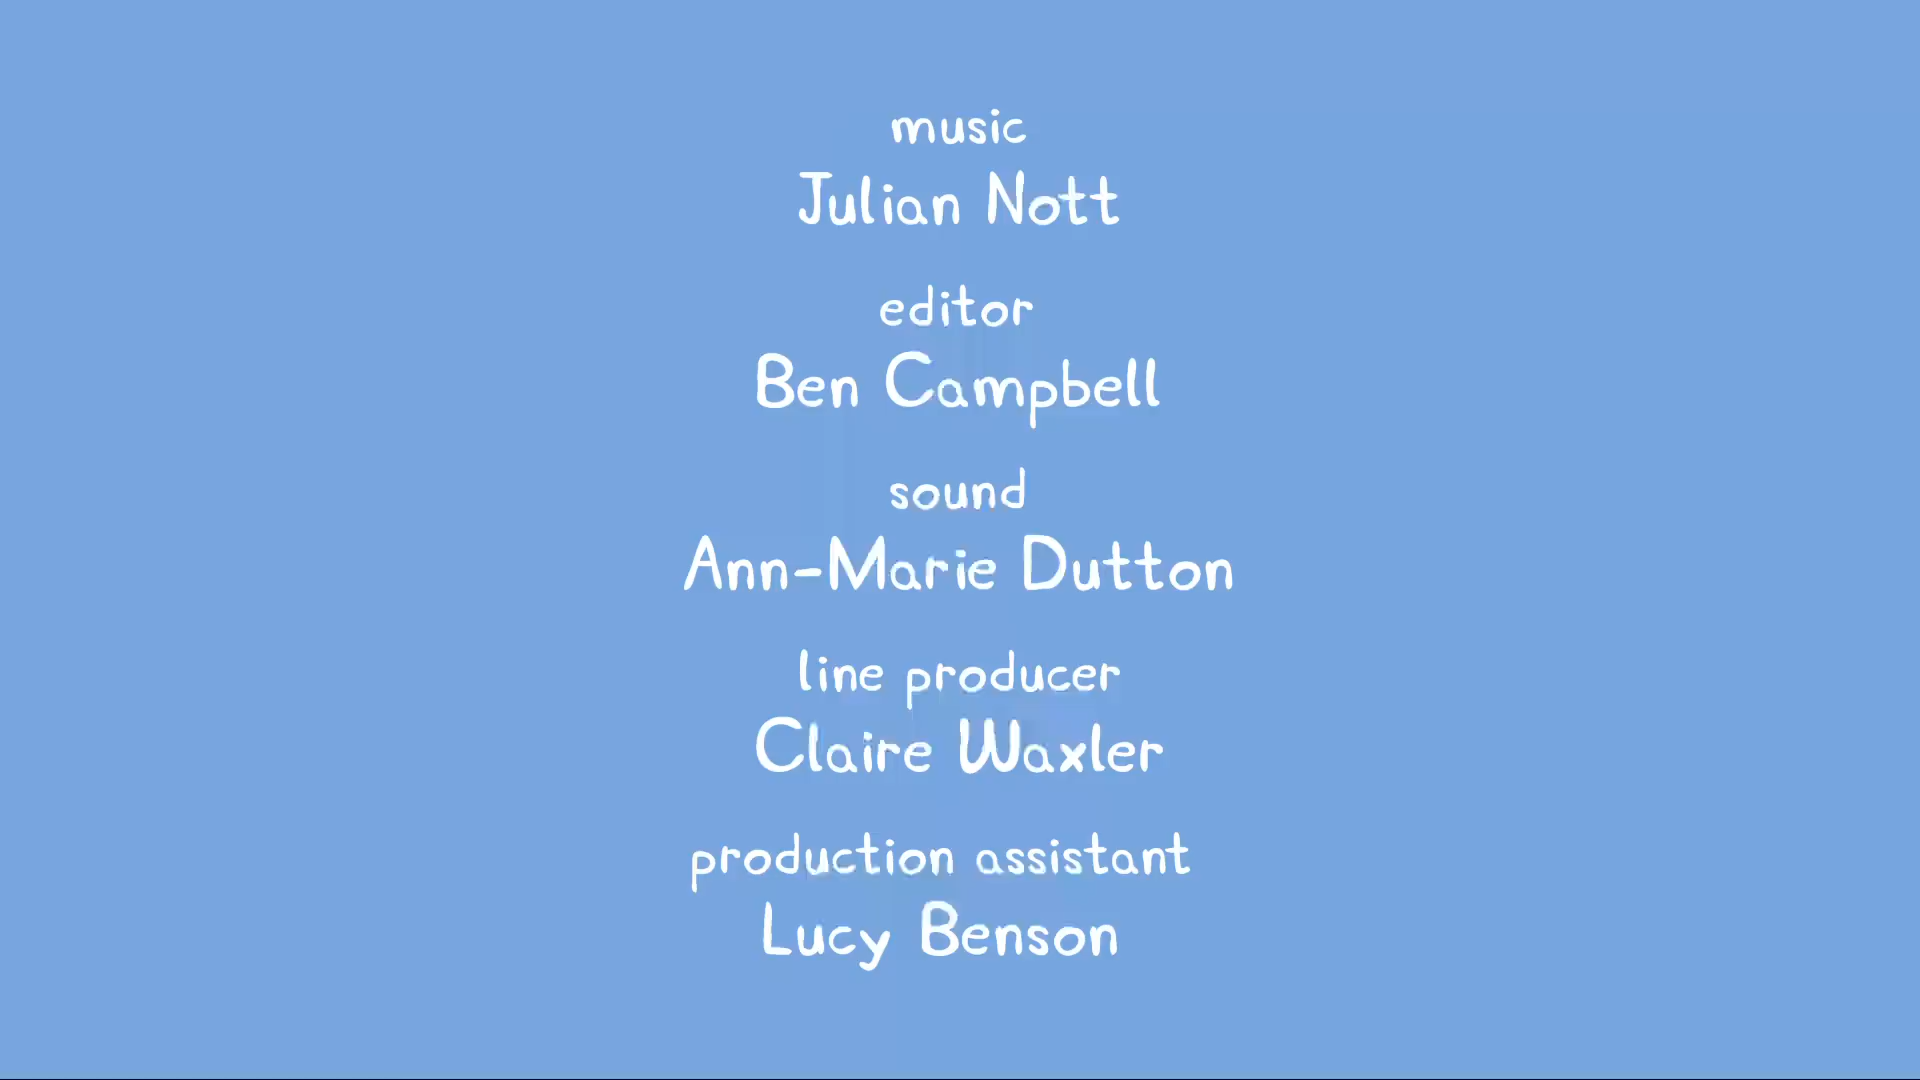 music
Julian Nott
editor
Ben Campbell
sound
Ann-Marie Dutton
line producer
Claire Waxler
production assistant
Lucy Benson